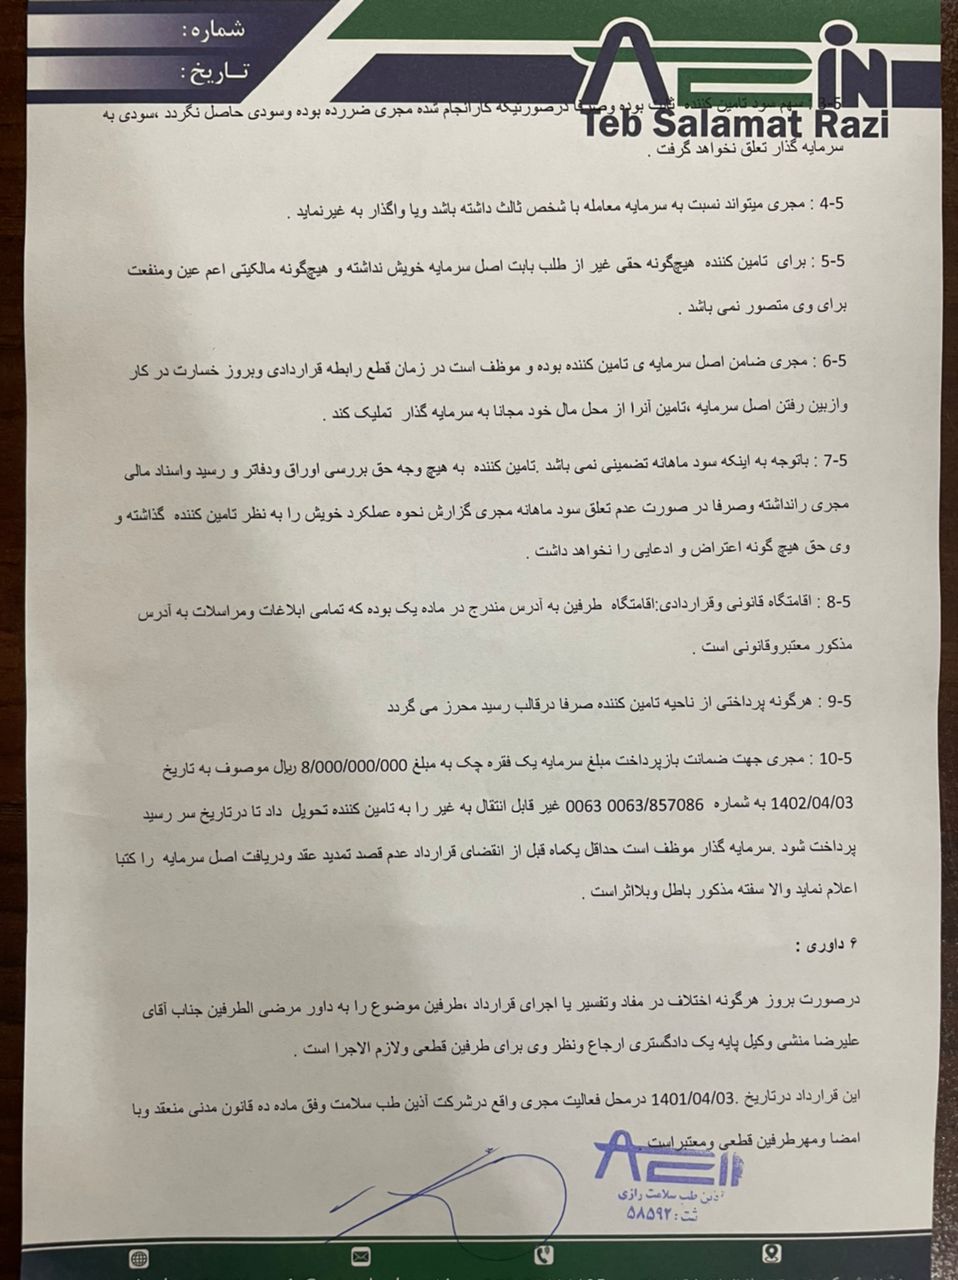 شماره:
تاریخ:
AZIN
Teb Salamat Razi
3-5 : سهم سود تامین کننده ثابت بوده وصرفا درصورتیکه کارانجام شده مجری ضررده بوده وسودی حاصل نگردد ،سودی به
سرمایه گذار تعلق نخواهد گرفت .
4-5 : مجری میتواند نسبت به سرمایه معامله با شخص ثالث داشته باشد ویا واگذار به غیرنماید .
5-5 : برای تامین کننده هیچگونه حقی غیر از طلب بابت اصل سرمایه خویش نداشته و هیچگونه مالکیتی اعم عین ومنفعت
برای وی متصور نمی باشد .
6-5 : مجری ضامن اصل سرمایه ی تامین کننده بوده و موظف است در زمان قطع رابطه قراردادی وبروز خسارت در کار
وازبین رفتن اصل سرمایه ،تامین آنرا از محل مال خود مجانا به سرمایه گذار تملیک کند .
7-5 : باتوجه به اینکه سود ماهانه تضمینی نمی باشد .تامین کننده به هیچ وجه حق بررسی اوراق ودفاتر و رسید واسناد مالی
مجری رانداشته وصرفا در صورت عدم تعلق سود ماهانه مجری گزارش نحوه عملکرد خویش را به نظر تامین کننده گذاشته و
وی حق هیچ گونه اعتراض و ادعایی را نخواهد داشت .
8-5 : اقامتگاه قانونی وقراردادی:اقامتگاه طرفین به آدرس مندرج در ماده یک بوده که تمامی ابلاغات ومراسلات به آدرس
مذکور معتبروقانونی است .
9-5 : هرگونه پرداختی از ناحیه تامین کننده صرفا درقالب رسید محرز می گردد
10-5 : مجری جهت ضمانت بازپرداخت مبلغ سرمایه یک فقره چک به مبلغ 8/000/000/000 ریال موصوف به تاریخ
1402/04/03 به شماره 0063/857086 0063 غیر قابل انتقال به غیر را به تامین کننده تحویل داد تا درتاریخ سر رسید
پرداخت شود .سرمایه گذار موظف است حداقل یکماه قبل از انقضای قرارداد عدم قصد تمدید عقد ودریافت اصل سرمایه را کتبا
اعلام نماید والا سفته مذکور باطل وبلااثراست .
۶ داوری :
درصورت بروز هرگونه اختلاف در مفاد وتفسیر یا اجرای قرارداد ،طرفین موضوع را به داور مرضی الطرفین جناب آقای
علیرضا منشی وکیل پایه یک دادگستری ارجاع ونظر وی برای طرفین قطعی ولازم الاجرا است .
این قرارداد درتاریخ .1401/04/03 درمحل فعالیت مجری واقع درشرکت آذین طب سلامت وفق ماده ده قانون مدنی منعقد وبا
امضا ومهرطرفین قطعی ومعتبراست .
آذین طب سلامت رازی
ثت: ۵۸۵۹۲